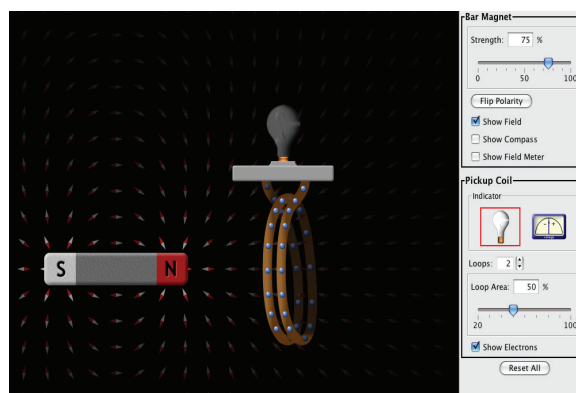 Bar Magnet
Strength: 75 %
0 50 100
Flip Polarity
Show Field
Show Compass
Show Field Meter
S N
Pickup Coil
Indicator
Loops: 2
Loop Area: 50 %
20 100
Show Electrons
Reset All